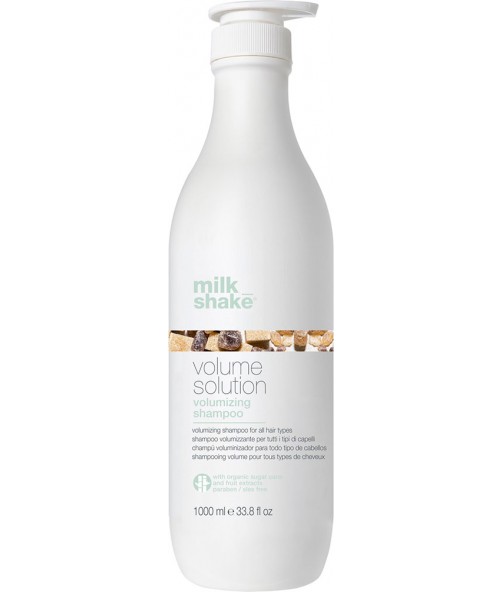 milk
shake®
volume
solution
volumizing
shampoo
volumizing shampoo for all hair types
shampoo volumizzante per tutti i tipi di capelli
champú voluminizador para todo tipo de cabellos
shampooing volume pour tous types de cheveux
with organic sugar
and fruit extracts
parabens / sles free
1000 ml e 33.8 fl oz